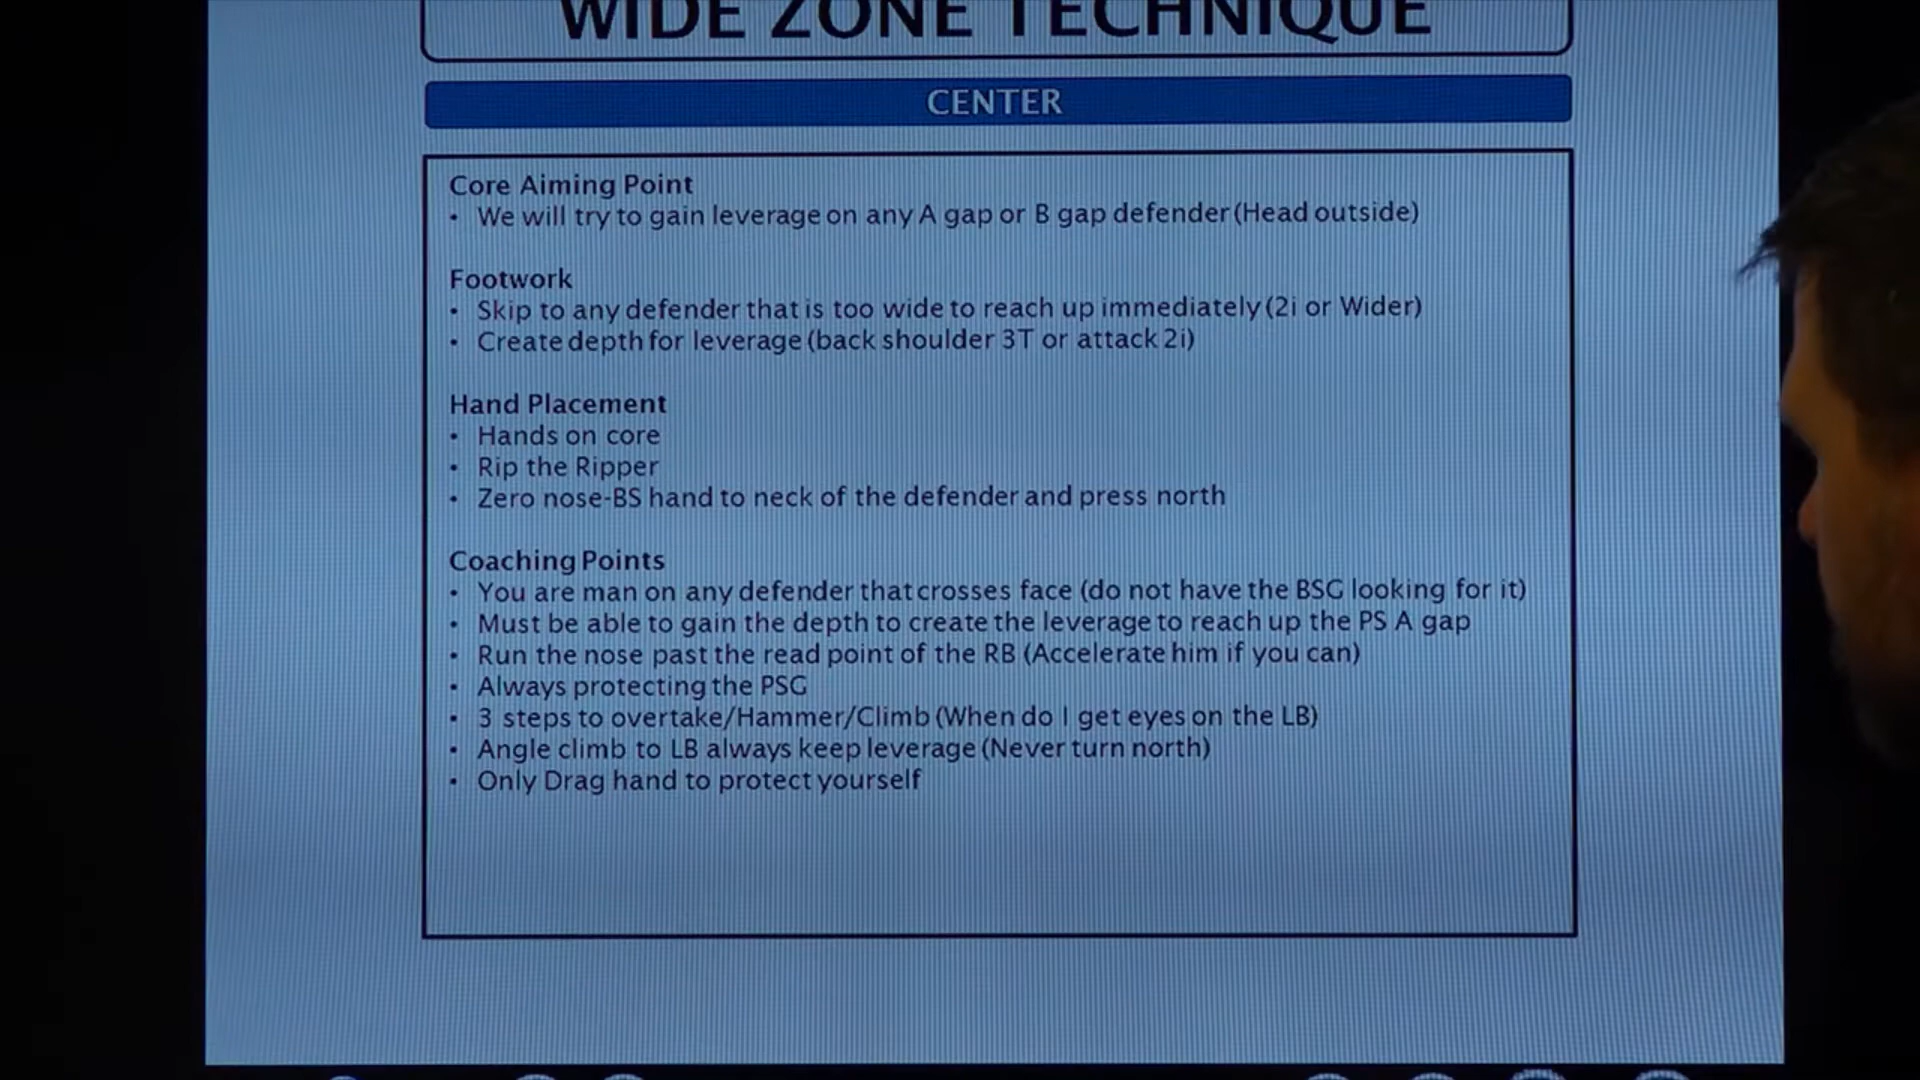 WIDE ZONE TECHNIQUE
CENTER
Core Aiming Point
• We will try to gain leverage on any A gap or B gap defender (Head outside)
Footwork
• Skip to any defender that is too wide to reach up immediately (2i or Wider)
• Create depth for leverage (back shoulder 3T or attack 2i)
Hand Placement
• Hands on core
• Rip the Ripper
• Zero nose-BS hand to neck of the defender and press north
Coaching Points
• You are man on any defender that crosses face (do not have the BSG looking for it)
• Must be able to gain the depth to create the leverage to reach up the PS A gap
• Run the nose past the read point of the RB (Accelerate him if you can)
• Always protecting the PSG
• 3 steps to overtake/Hammer/Climb (When do I get eyes on the LB)
• Angle climb to LB always keep leverage (Never turn north)
• Only Drag hand to protect yourself